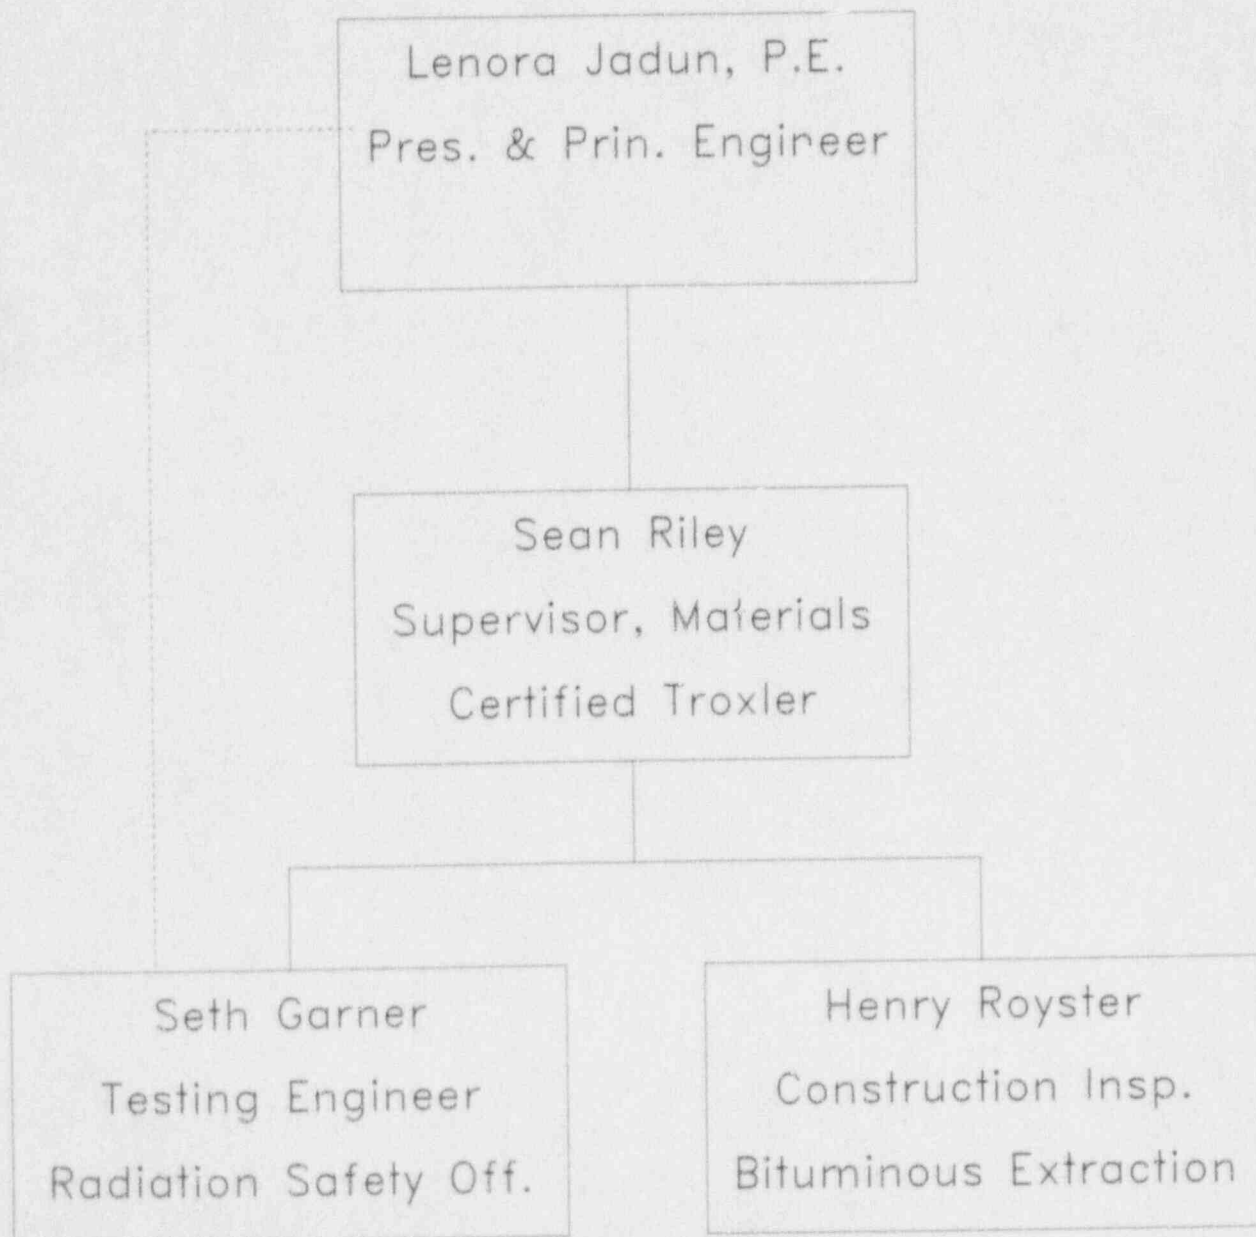 Lenora Jadun, P.E.
Pres. & Prin. Engineer
Sean Riley
Supervisor, Materials
Certified Troxler
Seth Garner
Testing Engineer
Radiation Safety Off.
Henry Royster
Construction Insp.
Bituminous Extraction